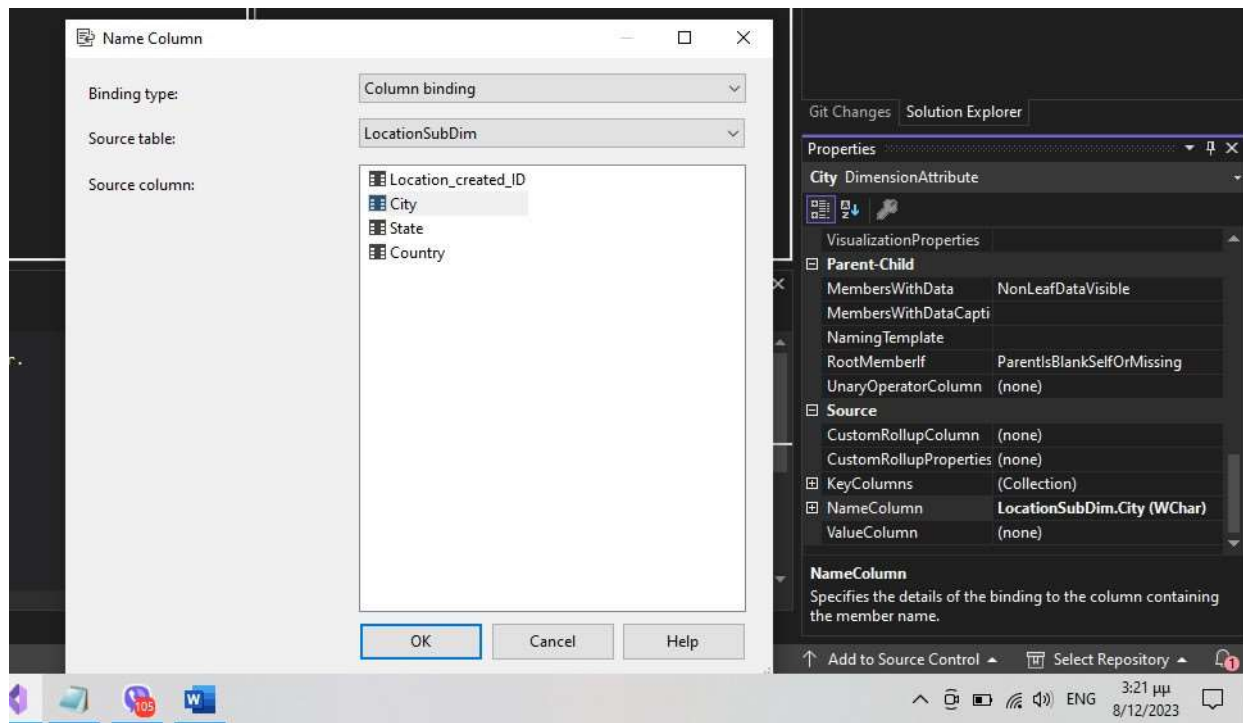 Name Column
Binding type:
Column binding
Source table:
LocationSubDim
Source column:
Location_created_ID
City
State
Country
OK
Cancel
Help
r.
Git Changes
Solution Explorer
Properties
City DimensionAttribute
VisualizationProperties
Parent-Child
MembersWithData NonLeafDataVisible
MembersWithDataCapti
NamingTemplate
RootMemberIf ParentIsBlankSelfOrMissing
UnaryOperatorColumn (none)
Source
CustomRollupColumn (none)
CustomRollupProperties (none)
KeyColumns (Collection)
NameColumn LocationSubDim.City (WChar)
ValueColumn (none)
NameColumn
Specifies the details of the binding to the column containing
the member name.
Add to Source Control
Select Repository
1
105
W
ENG
3:21 μμ
8/12/2023